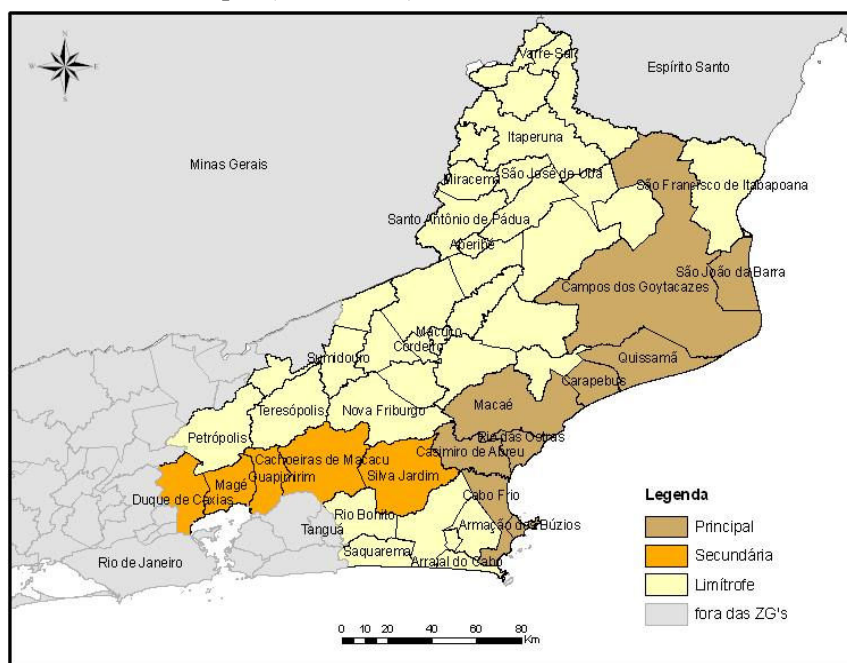 N
W
E
S
Varre-Sai
Espírito Santo
Itaperuna
Minas Gerais
Miracema
São José de Ubá
São Francisco de Itabapoana
Santo Antônio de Pádua
Aperibé
São João da Barra
Campos dos Goytacazes
Macuco
Cordeiro
Sumidouro
Quissamã
Carapebus
Teresópolis
Nova Friburgo
Macaé
Petrópolis
Rio das Ostras
Casimiro de Abreu
Cachoeiras de Macacu
Silva Jardim
Magé
Guapimirim
Duque de Caxias
Cabo Frio
Rio Bonito
Tanguá
Armação dos Búzios
Saquarema
Arraial do Cabo
Rio de Janeiro
Legenda
Principal
Secundária
Limítrofe
fora das ZG's
0 5 10 20 40 60 80
Km